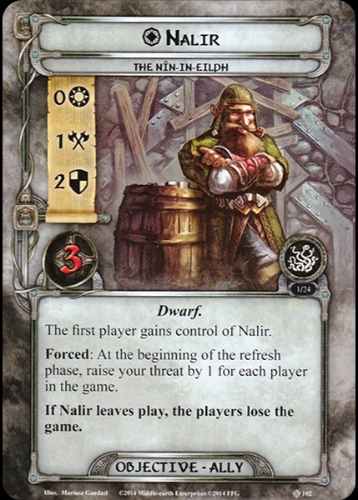 Nalir
The Nîn-in-Eilph
0
1
2
3
1/24
Dwarf.
The first player gains control of Nalir.
Forced: At the beginning of the refresh
phase, raise your threat by 1 for each player
in the game.
If Nalir leaves play, the players lose the
game.
Objective - Ally
Illus. Mariusz Gandzel ©2014 Middle-earth Enterprises ©2014 FFG 102